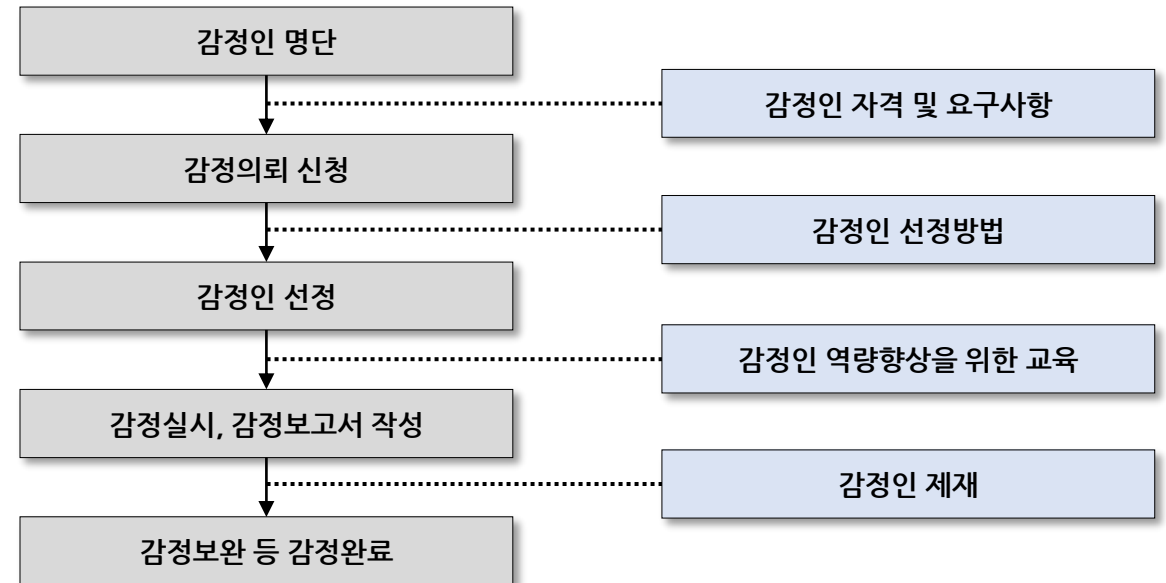 감정인 명단
감정인 자격 및 요구사항
감정의뢰 신청
감정인 선정방법
감정인 선정
감정인 역량향상을 위한 교육
감정실시, 감정보고서 작성
감정인 제재
감정보완 등 감정완료